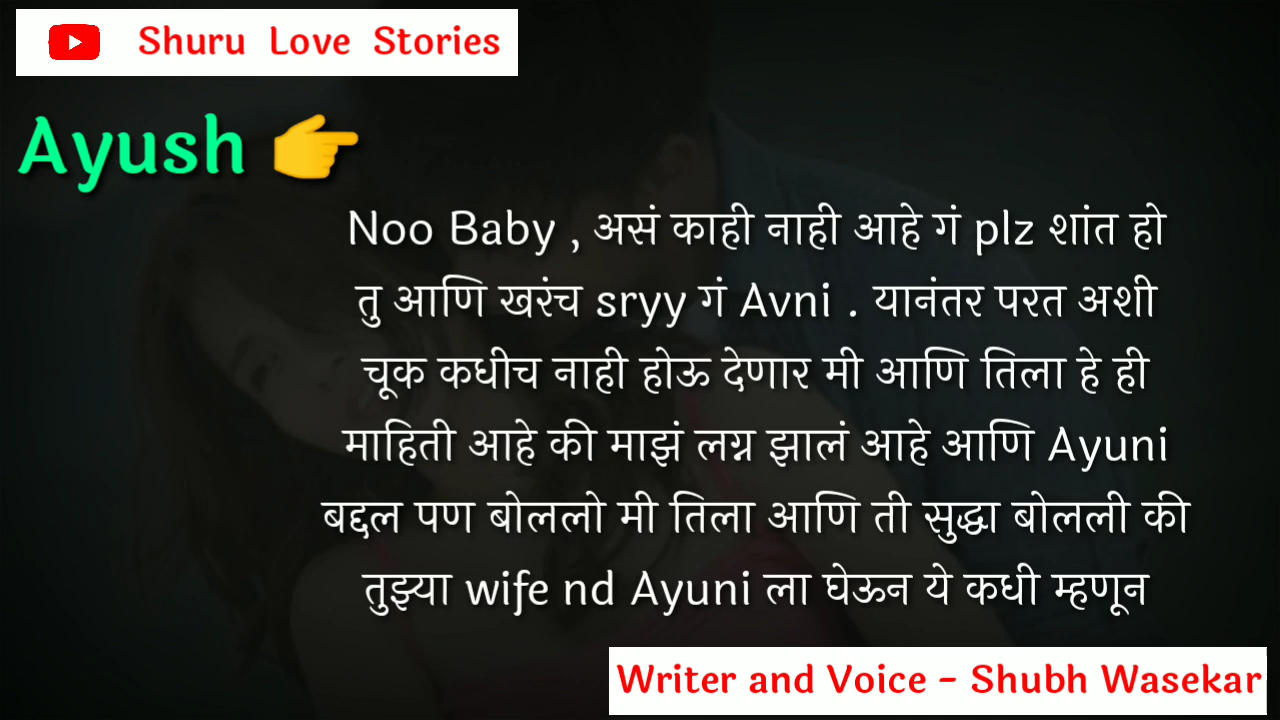 Shuru Love Stories
Ayush 👉
Noo Baby , असं काही नाही आहे गं plz शांत हो
तु आणि खरंच sryy गं Avni . यानंतर परत अशी
चूक कधीच नाही होऊ देणार मी आणि तिला हे ही
माहिती आहे की माझं लग्न झालं आहे आणि Ayuni
बद्दल पण बोललो मी तिला आणि ती सुद्धा बोलली की
तुझ्या wife nd Ayuni ला घेऊन ये कधी म्हणून
Writer and Voice - Shubh Wasekar